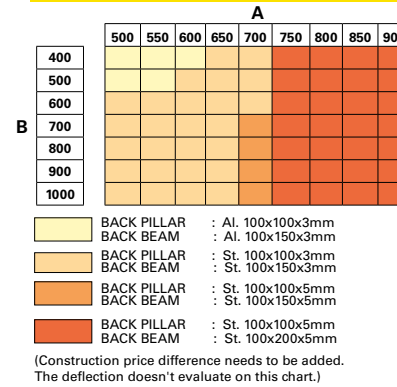 A
500 550 600 650 700 750 800 850 90
400
500
600
B 700
800
900
1000
BACK PILLAR : Al. 100x100x3mm
BACK BEAM : Al. 100x150x3mm
BACK PILLAR : St. 100x100x3mm
BACK BEAM : St. 100x150x3mm
BACK PILLAR : St. 100x100x5mm
BACK BEAM : St. 100x150x5mm
BACK PILLAR : St. 100x100x5mm
BACK BEAM : St. 100x200x5mm
(Construction price difference needs to be added.
The deflection doesn't evaluate on this chart.)